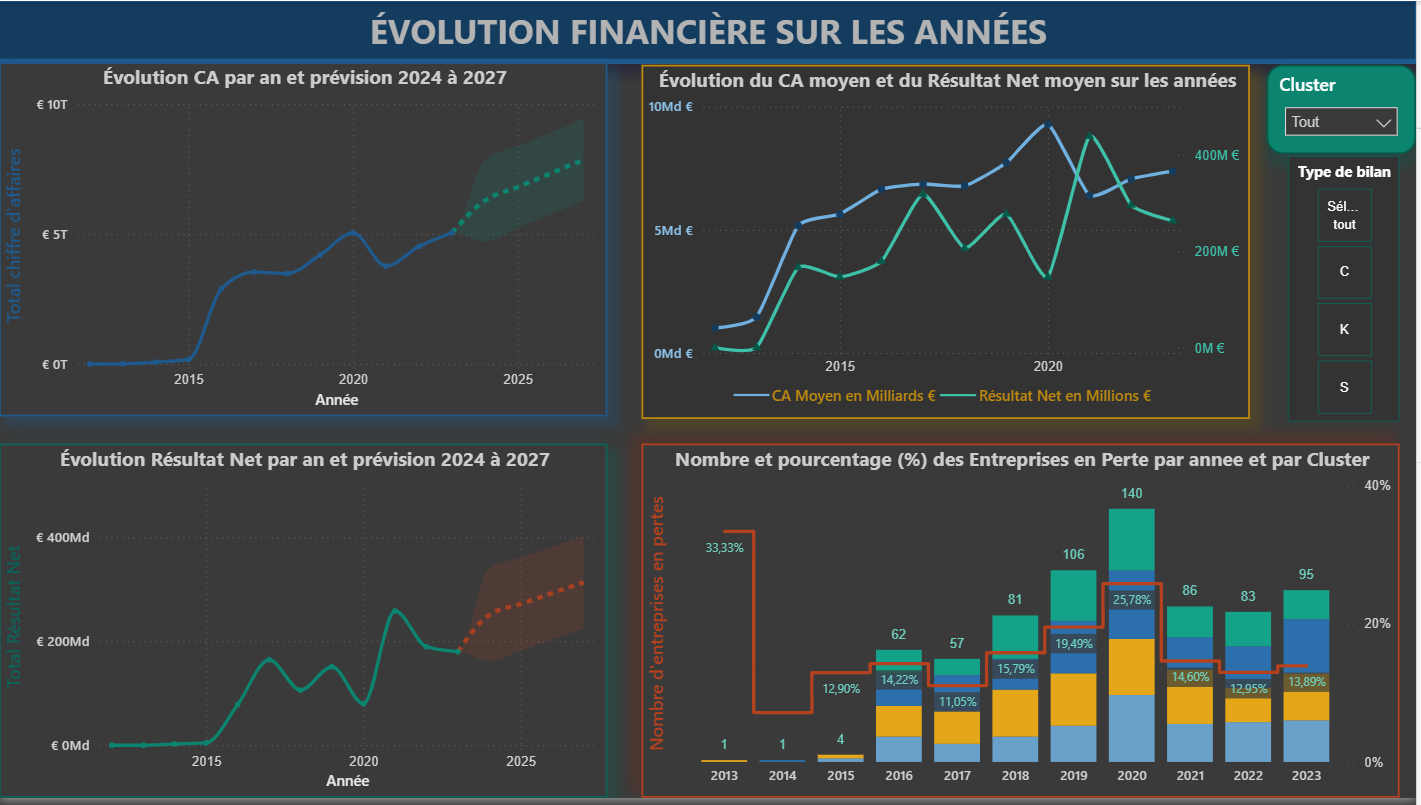 ÉVOLUTION FINANCIÈRE SUR LES ANNÉES
Évolution CA par an et prévision 2024 à 2027
Total chiffre d'affaires
€ 10T
€ 5T
€ 0T
2015
2020
2025
Année
Évolution du CA moyen et du Résultat Net moyen sur les années
10Md €
5Md €
0Md €
400M €
200M €
0M €
2015
2020
CA Moyen en Milliards €
Résultat Net en Millions €
Cluster
Tout
Type de bilan
Sél...
tout
C
K
S
Évolution Résultat Net par an et prévision 2024 à 2027
Total Résultat Net
€ 400Md
€ 200Md
€ 0Md
2015
2020
2025
Année
Nombre et pourcentage (%) des Entreprises en Perte par annee et par Cluster
Nombre d'entreprises en pertes
40%
20%
0%
1
1
4
62
57
81
106
140
86
83
95
33,33%
12,90%
14,22%
11,05%
15,79%
19,49%
25,78%
14,60%
12,95%
13,89%
2013
2014
2015
2016
2017
2018
2019
2020
2021
2022
2023